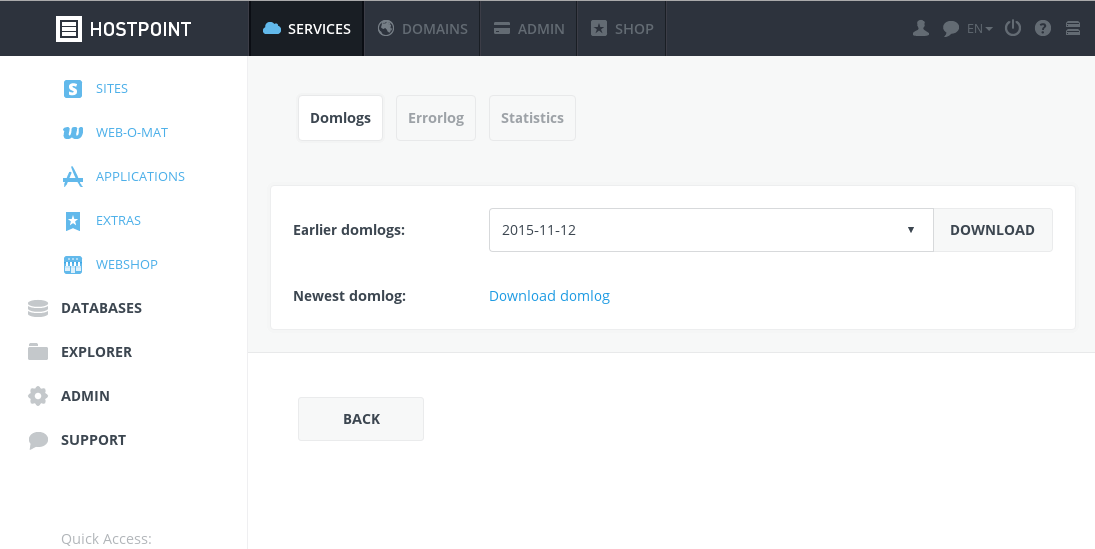 HOSTPOINT
SERVICES
DOMAINS
ADMIN
SHOP
EN
SITES
WEB-O-MAT
APPLICATIONS
EXTRAS
WEBSHOP
DATABASES
EXPLORER
ADMIN
SUPPORT
Quick Access:
Domlogs
Errorlog
Statistics
Earlier domlogs:
2015-11-12
DOWNLOAD
Newest domlog:
Download domlog
BACK